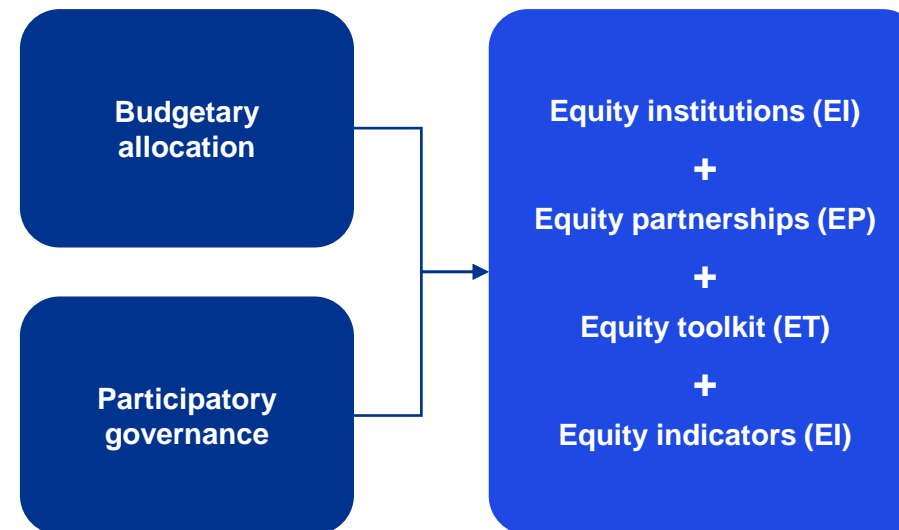 Budgetary
allocation
Participatory
governance
Equity institutions (EI)
+
Equity partnerships (EP)
+
Equity toolkit (ET)
+
Equity indicators (EI)